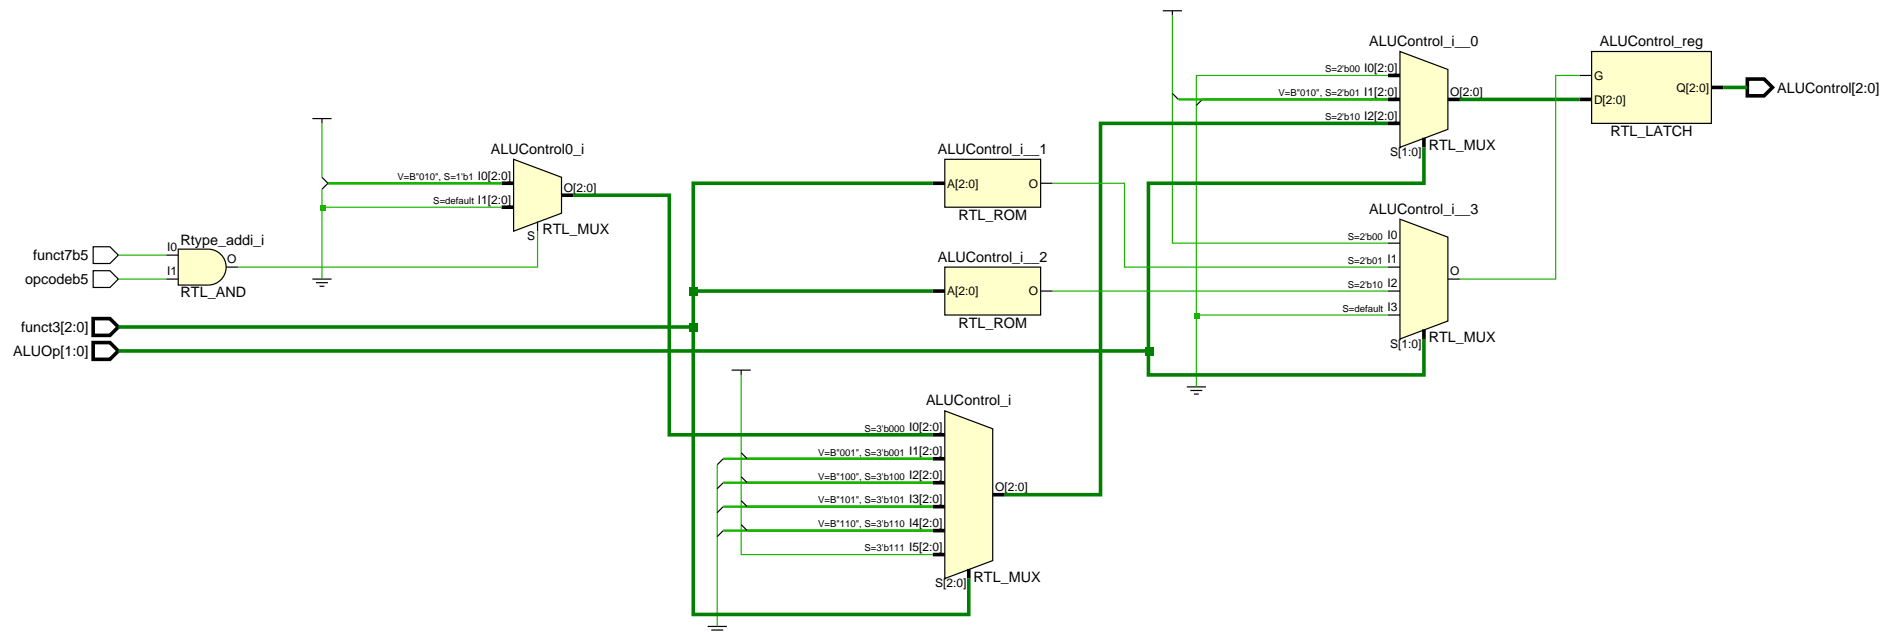 ALUControl_i__0
S=2'b00 I0[2:0]
V=B"010", S=2'b01 I1[2:0]
S=2'b10 I2[2:0]
O[2:0]
S[1:0]
RTL_MUX
ALUControl_reg
G
D[2:0]
Q[2:0]
RTL_LATCH
ALUControl[2:0]
ALUControl0_i
V=B"010", S=1'b1 I0[2:0]
S=default I1[2:0]
O[2:0]
S
RTL_MUX
ALUControl_i__1
A[2:0]
O
RTL_ROM
ALUControl_i__3
S=2'b00 I0
S=2'b01 I1
S=2'b10 I2
S=default I3
O
S[1:0]
RTL_MUX
Rtype_addi_i
funct7b5
I0
opcodeb5
I1
O
RTL_AND
ALUControl_i__2
A[2:0]
O
RTL_ROM
funct3[2:0]
ALUOp[1:0]
ALUControl_i
S=3'b000 I0[2:0]
V=B"001", S=3'b001 I1[2:0]
V=B"100", S=3'b100 I2[2:0]
V=B"101", S=3'b101 I3[2:0]
V=B"110", S=3'b110 I4[2:0]
S=3'b111 I5[2:0]
O[2:0]
S[2:0]
RTL_MUX